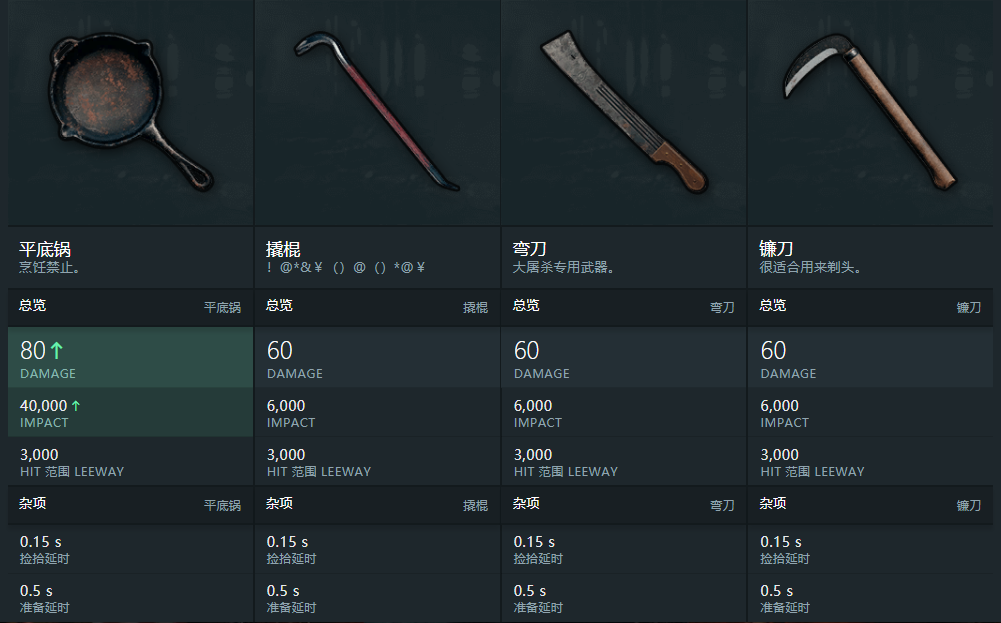 平底锅 撬棍 弯刀 镰刀
烹饪禁止。 ！@*&￥（）@（）*@￥ 大屠杀专用武器。 很适合用来剃头。
总览 平底锅 总览 撬棍 总览 弯刀 总览 镰刀
80↑ 60 60 60
DAMAGE DAMAGE DAMAGE DAMAGE
40,000↑ 6,000 6,000 6,000
IMPACT IMPACT IMPACT IMPACT
3,000 3,000 3,000 3,000
HIT 范围 LEEWAY HIT 范围 LEEWAY HIT 范围 LEEWAY HIT 范围 LEEWAY
杂项 平底锅 杂项 撬棍 杂项 弯刀 杂项 镰刀
0.15 s 0.15 s 0.15 s 0.15 s
捡拾延时 捡拾延时 捡拾延时 捡拾延时
0.5 s 0.5 s 0.5 s 0.5 s
准备延时 准备延时 准备延时 准备延时